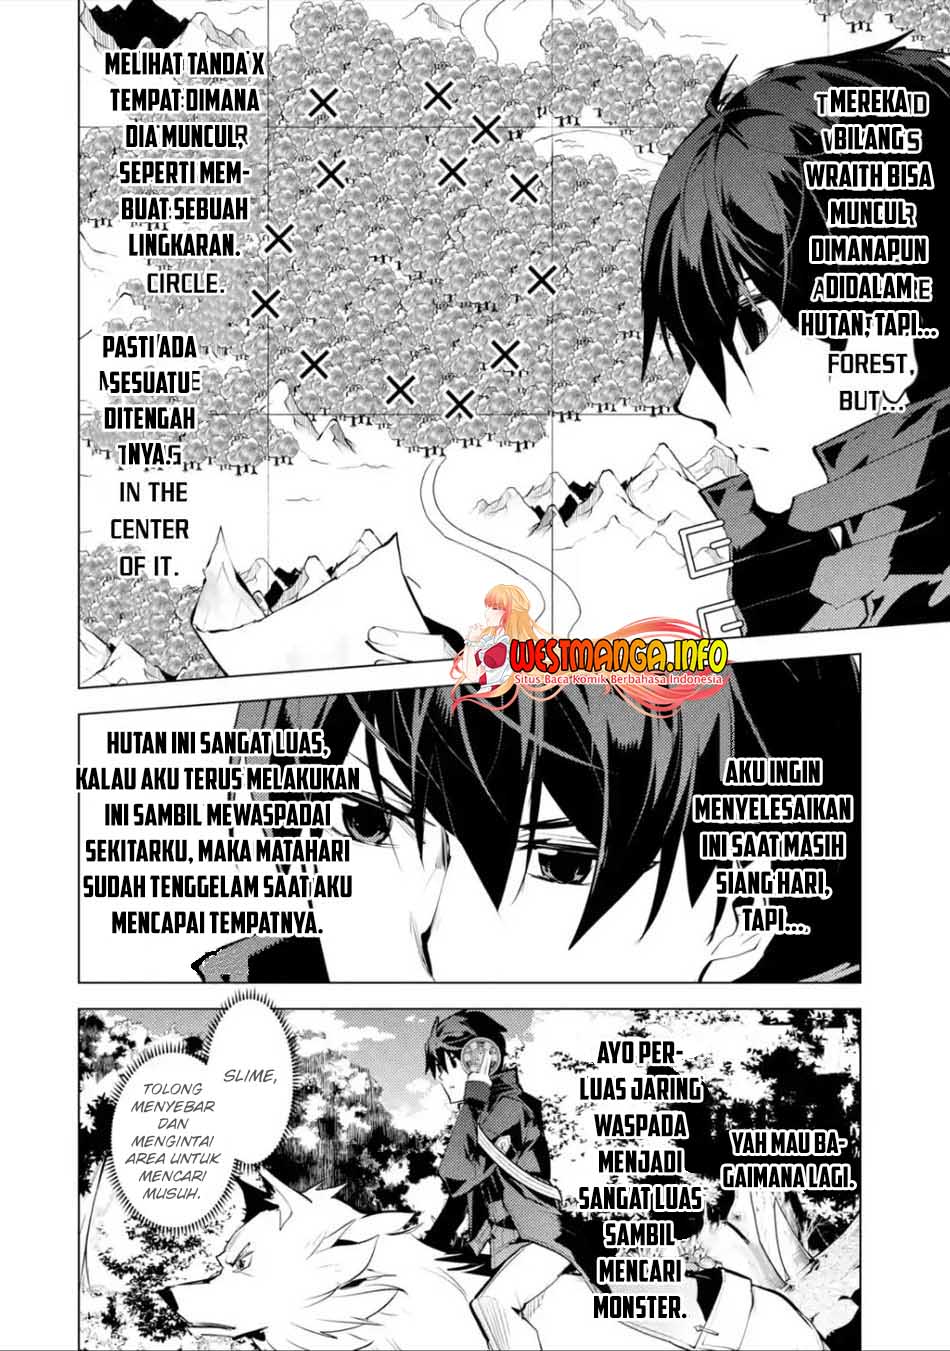 MEREKA
BILANG
WRAITH BISA
MUNCUL
DIMANAPUN
DIDALAM
HUTAN, TAPI...
FOREST,
BUT...
MELIHAT TANDA X
TEMPAT DIMANA
DIA MUNCUL,
SEPERTI MEM-
BUAT SEBUAH
LINGKARAN.
CIRCLE.
PASTI ADA
SESUATU
DITENGAH
NYA.
IN THE
CENTER
OF IT.
WESTMANGA.INFO
Situs Baca Komik Berbahasa Indonesia
AKU INGIN
MENYELESAIKAN
INI SAAT MASIH
SIANG HARI,
TAPI...
HUTAN INI SANGAT LUAS,
KALAU AKU TERUS MELAKUKAN
INI SAMBIL MEWASPADAI
SEKITARKU, MAKA MATAHARI
SUDAH TENGGELAM SAAT AKU
MENCAPAI TEMPATNYA.
YAH MAU BA-
GAIMANA LAGI.
AYO PER-
LUAS JARING
WASPADA
MENJADI
SANGAT LUAS
SAMBIL
MENCARI
MONSTER.
SLIME,
TOLONG
MENYEBAR
DAN
MENGINTAI
AREA UNTUK
MENCARI
MUSUH.